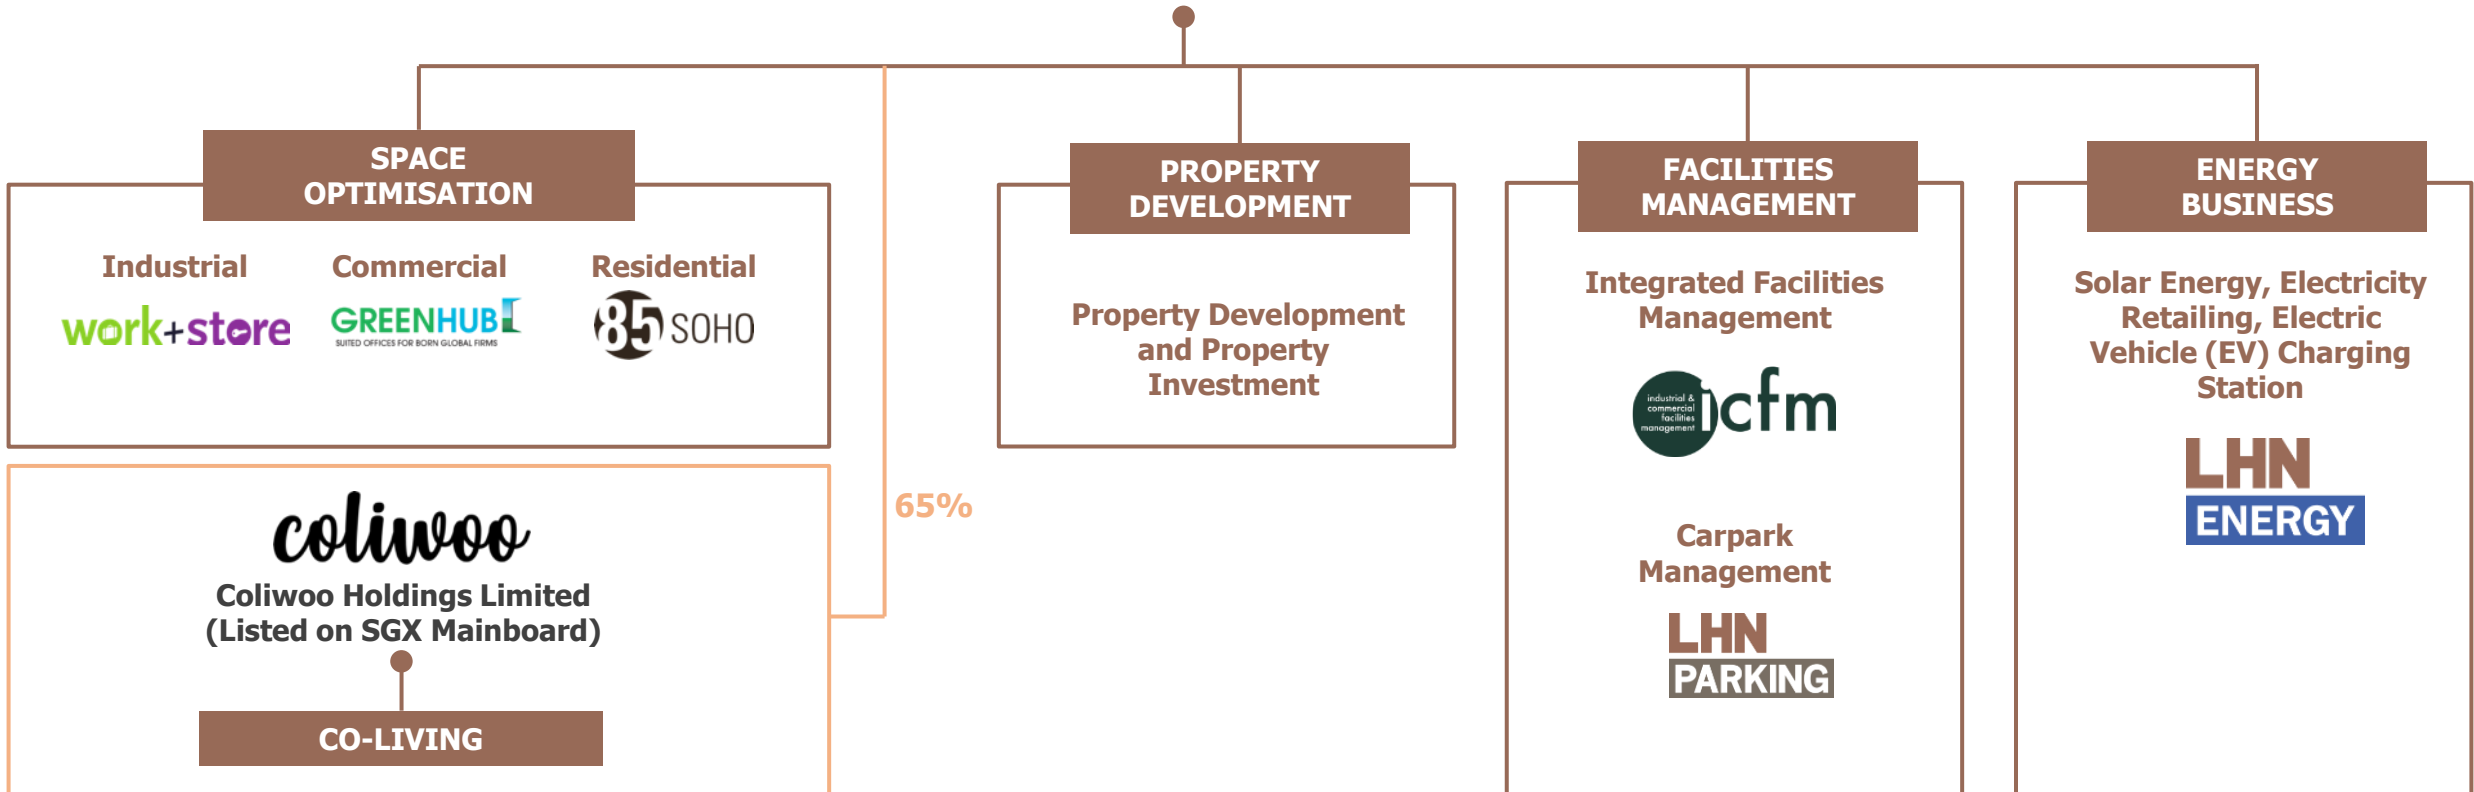 SPACE
OPTIMISATION
Industrial
work+store
Commercial
GREENHUB
SUITED OFFICES FOR BORN GLOBAL FIRMS
Residential
85 SOHO
coliwoo
Coliwoo Holdings Limited
(Listed on SGX Mainboard)
CO-LIVING
65%
PROPERTY
DEVELOPMENT
Property Development
and Property
Investment
FACILITIES
MANAGEMENT
Integrated Facilities
Management
industrial &
commercial
facilities
management
icfm
Carpark
Management
LHN
PARKING
ENERGY
BUSINESS
Solar Energy, Electricity
Retailing, Electric
Vehicle (EV) Charging
Station
LHN
ENERGY